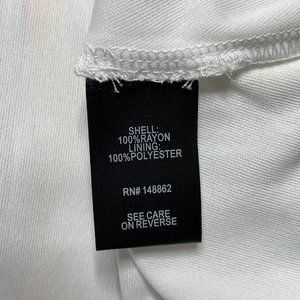 SHELL:
100%RAYON
LINING:
100%POLYESTER
RN# 148862
SEE CARE
ON REVERSE